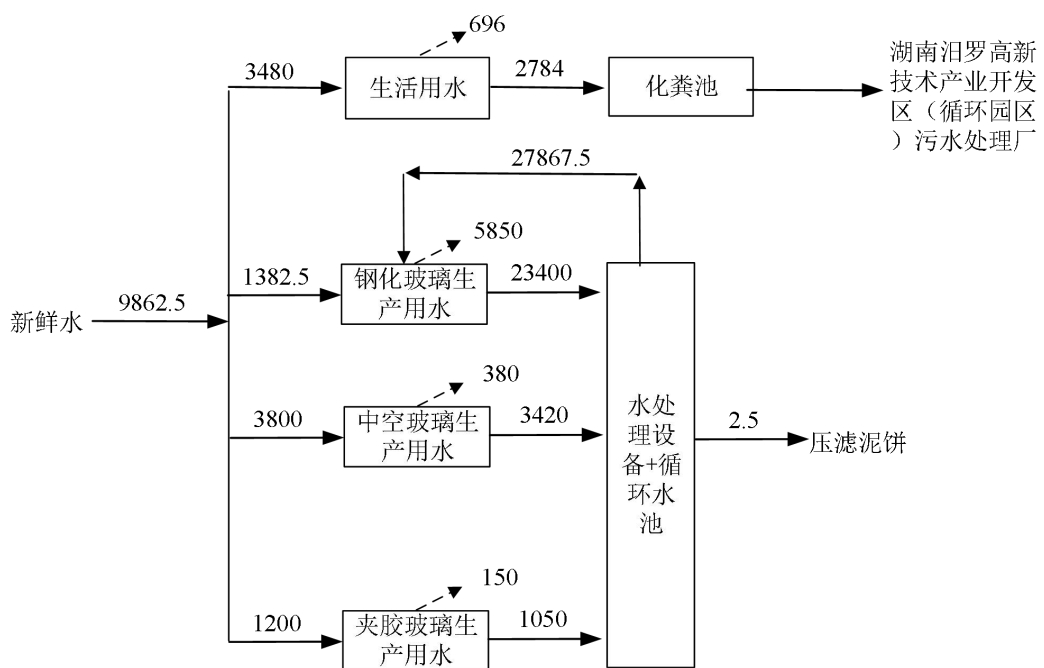 696
3480
生活用水
2784
化粪池
湖南汨罗高新
技术产业开发
区（循环园区
）污水处理厂
27867.5
5850
1382.5
钢化玻璃生
产用水
23400
新鲜水
9862.5
380
3800
中空玻璃生
产用水
3420
水处
理设
备+循
环水
池
2.5
压滤泥饼
150
1200
夹胶玻璃生
产用水
1050